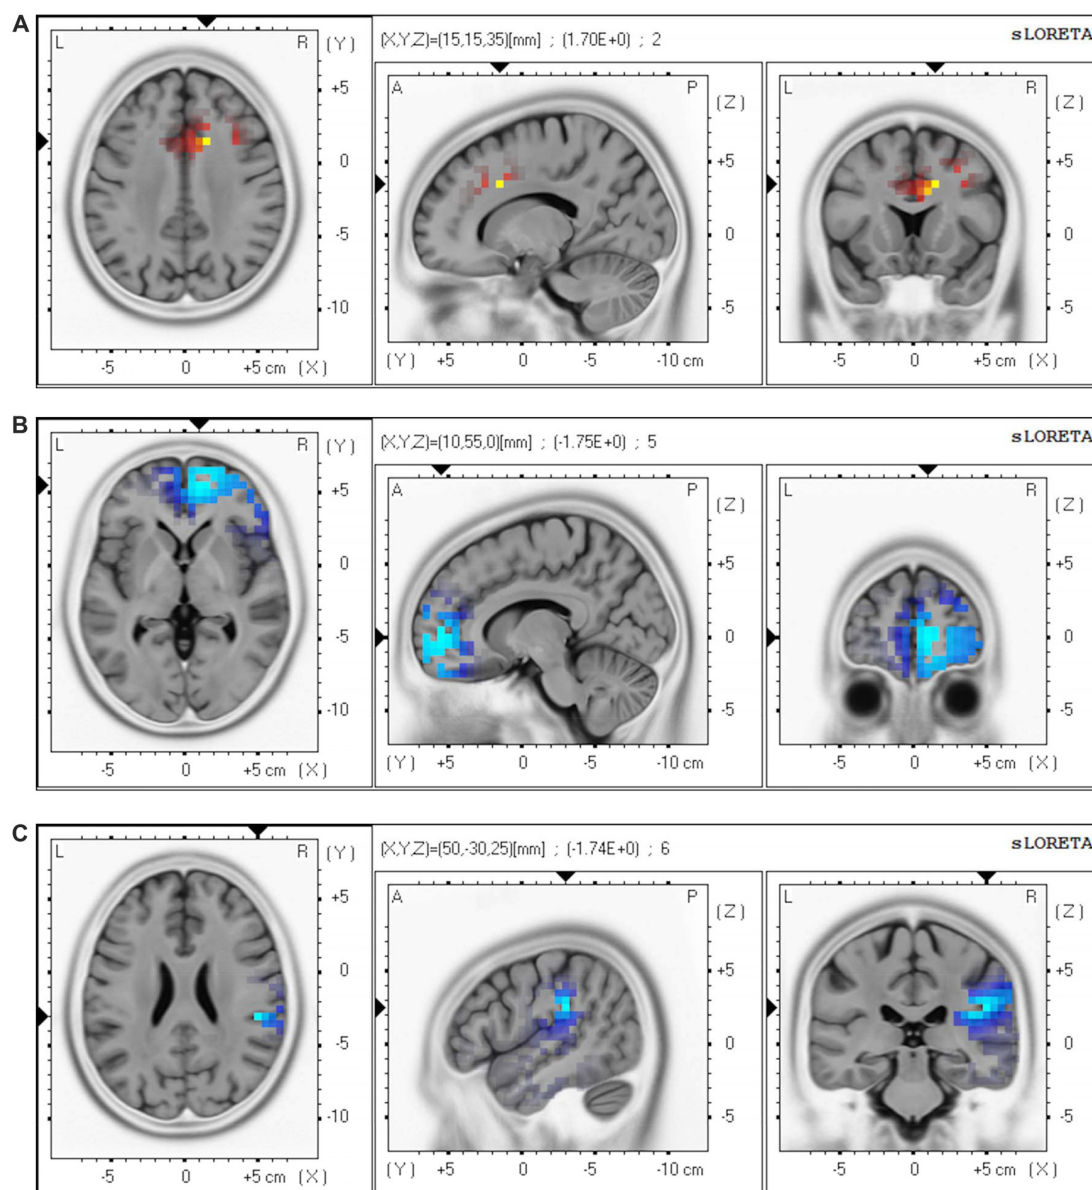 A
(X,Y,Z)=(15,15,35)[mm] ; (1.70E+0) ; 2
sLORETA
L R (Y)
+5
0
-5
-10
-5 0 +5 cm (X)
A P (Z)
+5
0
-5
(Y) +5 0 -5 -10 cm
L R (Z)
+5
0
-5
-5 0 +5 cm (X)
B
(X,Y,Z)=(10,55,0)[mm] ; (-1.75E+0) ; 5
sLORETA
L R (Y)
+5
0
-5
-10
-5 0 +5 cm (X)
A P (Z)
+5
0
-5
(Y) +5 0 -5 -10 cm
L R (Z)
+5
0
-5
-5 0 +5 cm (X)
C
(X,Y,Z)=(50,-30,25)[mm] ; (-1.74E+0) ; 6
sLORETA
L R (Y)
+5
0
-5
-10
-5 0 +5 cm (X)
A P (Z)
+5
0
-5
(Y) +5 0 -5 -10 cm
L R (Z)
+5
0
-5
-5 0 +5 cm (X)